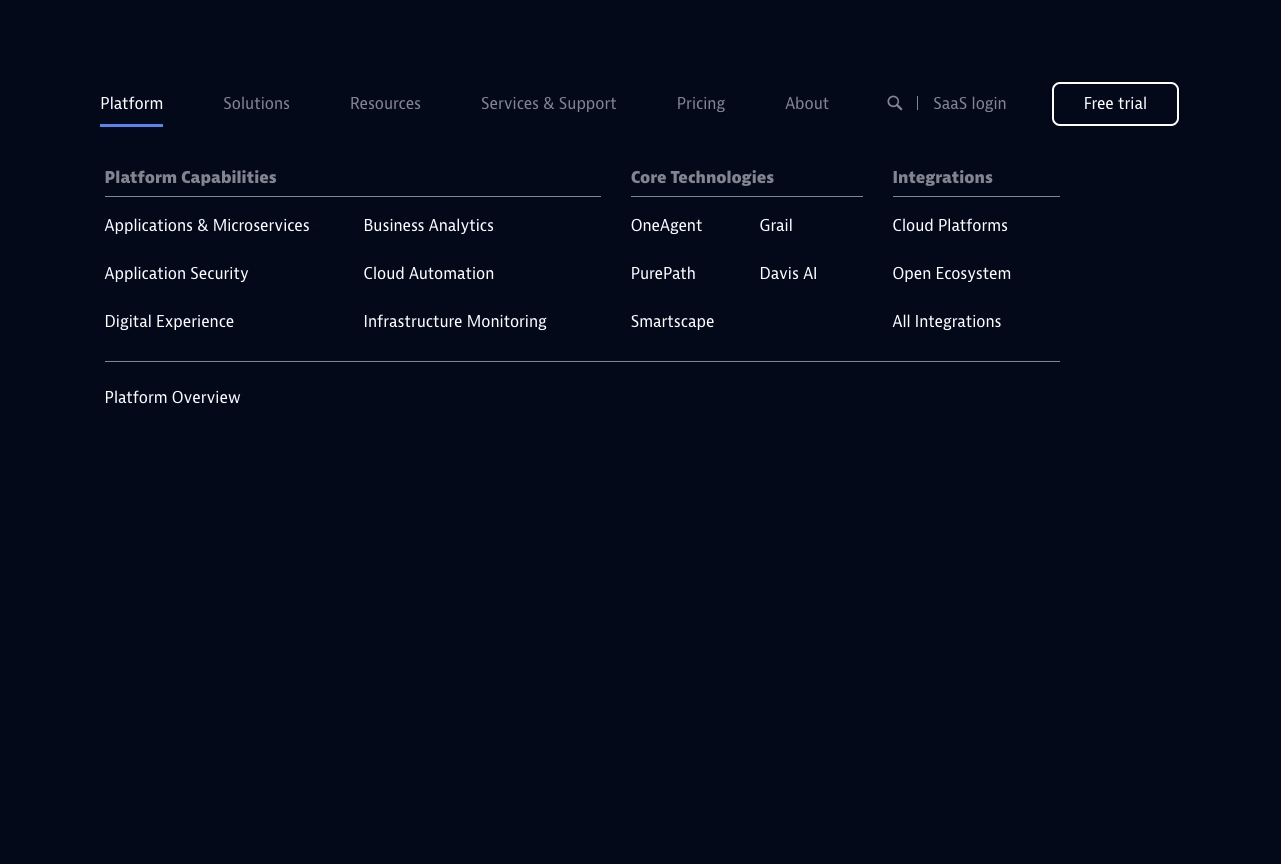 Platform Solutions Resources Services & Support Pricing About SaaS login Free trial
Platform Capabilities
Applications & Microservices Business Analytics
Application Security Cloud Automation
Digital Experience Infrastructure Monitoring
Core Technologies
OneAgent Grail
PurePath Davis AI
Smartscape
Integrations
Cloud Platforms
Open Ecosystem
All Integrations
Platform Overview